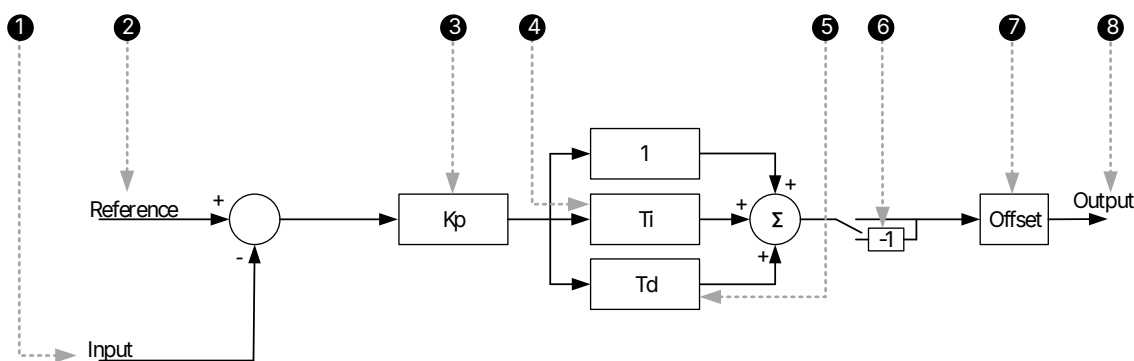 1 2 3 4 5 6 7 8
1
+ +
Reference + Output
Kp Ti Σ -1 Offset
- +
Td
Input